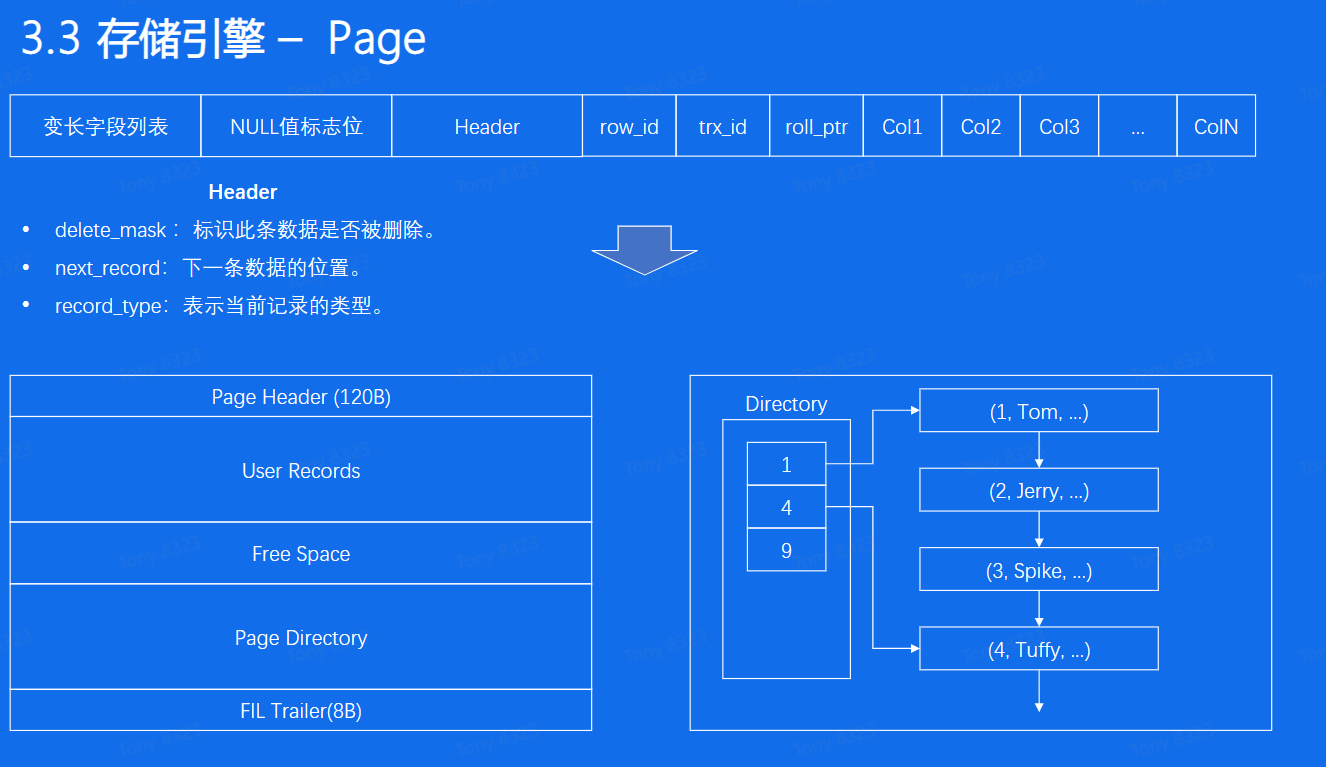 3.3 存储引擎 – Page
变长字段列表 NULL值标志位 Header row_id trx_id roll_ptr Col1 Col2 Col3 ... ColN
Header
• delete_mask： 标识此条数据是否被删除。
• next_record：下一条数据的位置。
• record_type：表示当前记录的类型。
Page Header (120B)
User Records
Free Space
Page Directory
FIL Trailer(8B)
Directory
1
4
9
(1, Tom, ...)
(2, Jerry, ...)
(3, Spike, ...)
(4, Tuffy, ...)
Tony 8323